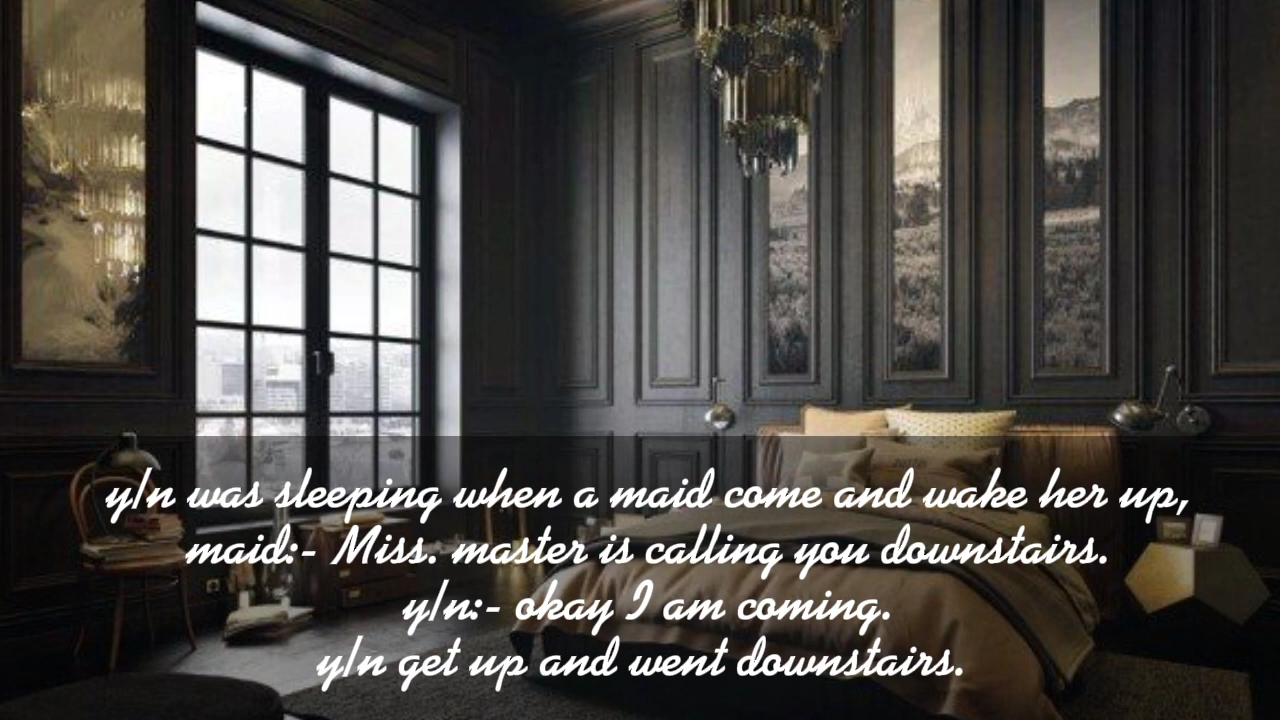 y/n was sleeping when a maid come and wake her up,
maid:- Miss. master is calling you downstairs.
y/n:- okay I am coming.
y/n get up and went downstairs.